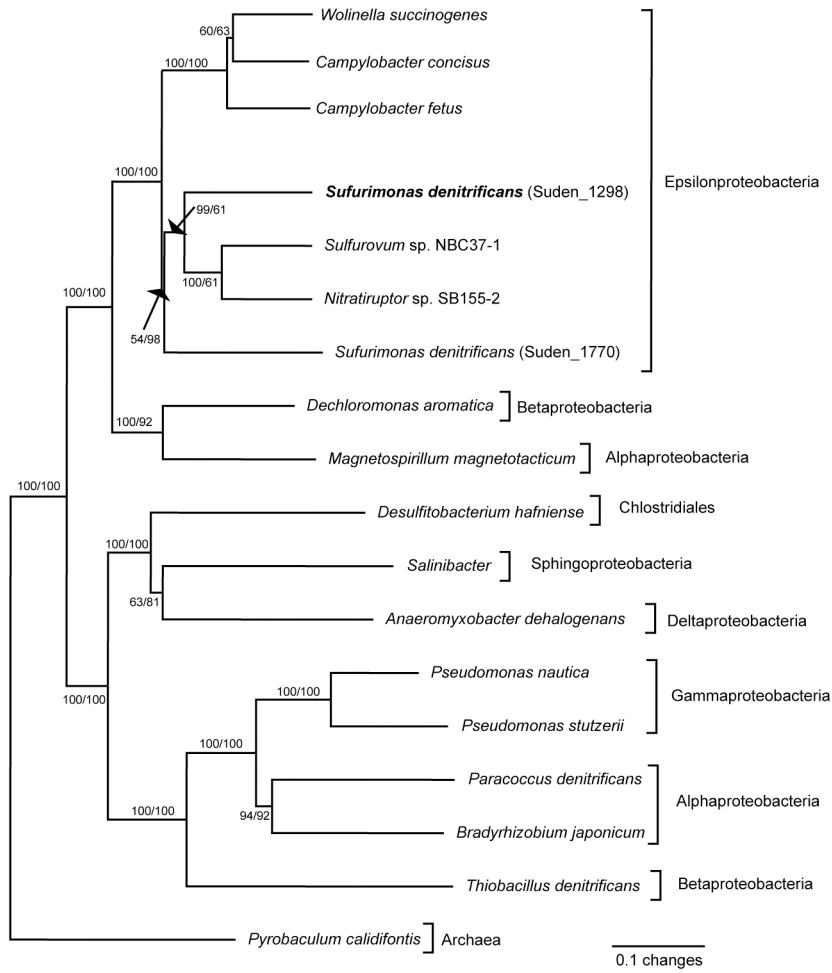 Wolinella succinogenes
60/63
Campylobacter concisus
100/100
Campylobacter fetus
100/100
Epsilonproteobacteria
Sufurimonas denitrificans (Suden_1298)
99/61
Sulfurovum sp. NBC37-1
100/61
100/100
Nitratiruptor sp. SB155-2
54/98
Sufurimonas denitrificans (Suden_1770)
Dechloromonas aromatica
Betaproteobacteria
100/92
Magnetospirillum magnetotacticum
Alphaproteobacteria
100/100
Desulfitobacterium hafniense
Chlostridiales
100/100
Salinibacter
Sphingoproteobacteria
63/81
Anaeromyxobacter dehalogenans
Deltaproteobacteria
Pseudomonas nautica
100/100
Gammaproteobacteria
100/100
Pseudomonas stutzerii
100/100
Paracoccus denitrificans
Alphaproteobacteria
100/100
94/92
Bradyrhizobium japonicum
Thiobacillus denitrificans
Betaproteobacteria
Pyrobaculum calidifontis
Archaea
0.1 changes